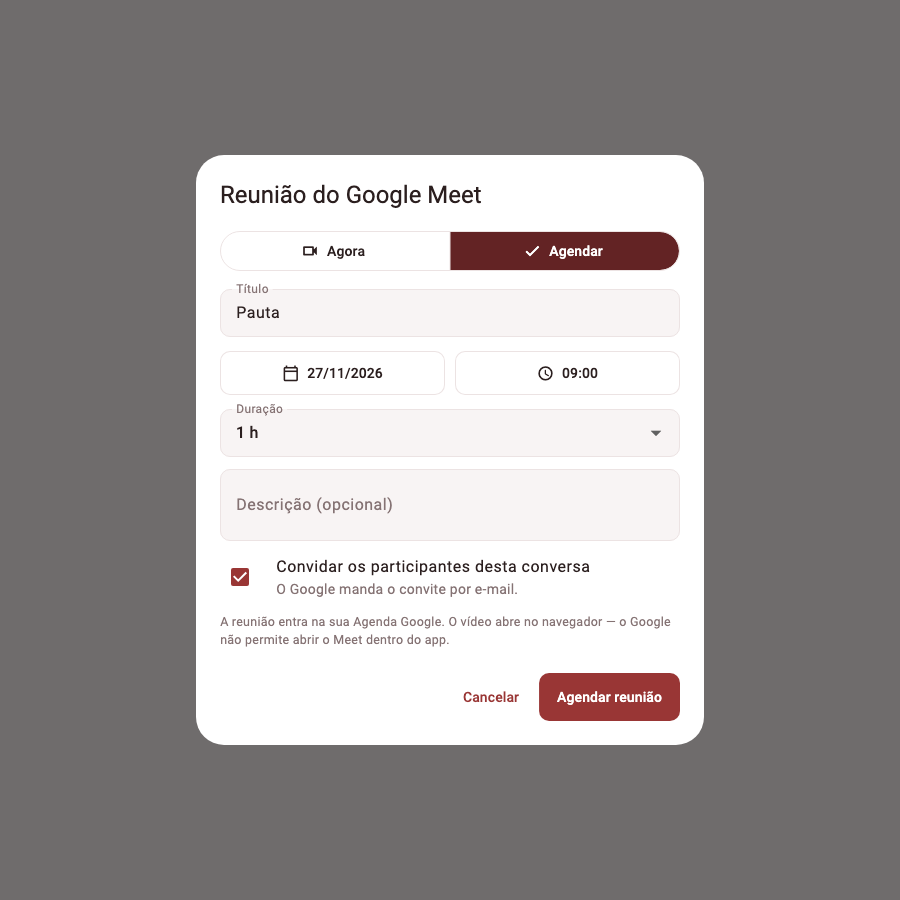 Reunião do Google Meet
Agora
Agendar
Título
Pauta
27/11/2026
09:00
Duração
1 h
Descrição (opcional)
Convidar os participantes desta conversa
O Google manda o convite por e-mail.
A reunião entra na sua Agenda Google. O vídeo abre no navegador — o Google
não permite abrir o Meet dentro do app.
Cancelar
Agendar reunião